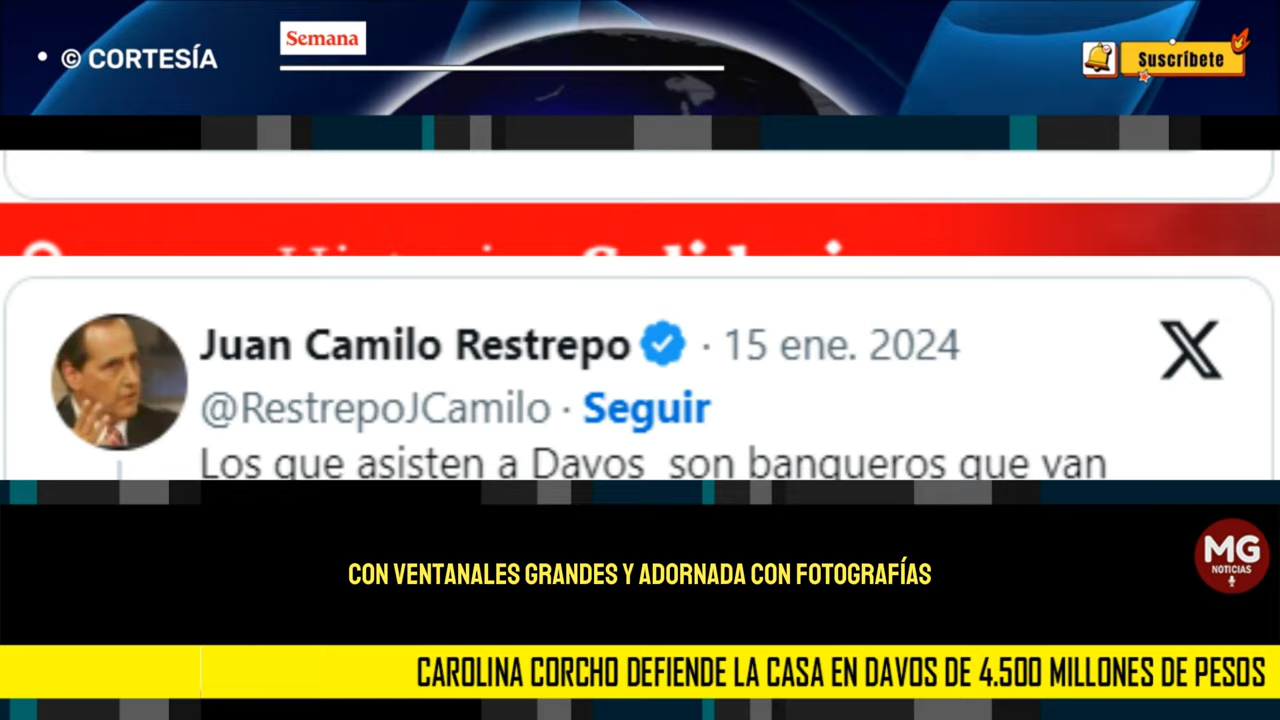 • © CORTESÍA
Semana
Suscríbete
Juan Camilo Restrepo · 15 ene. 2024
@RestrepoJCamilo · Seguir
Los que asisten a Davos son banqueros que van
CON VENTANALES GRANDES Y ADORNADA CON FOTOGRAFÍAS
MG
NOTICIAS
CAROLINA CORCHO DEFIENDE LA CASA EN DAVOS DE 4.500 MILLONES DE PESOS